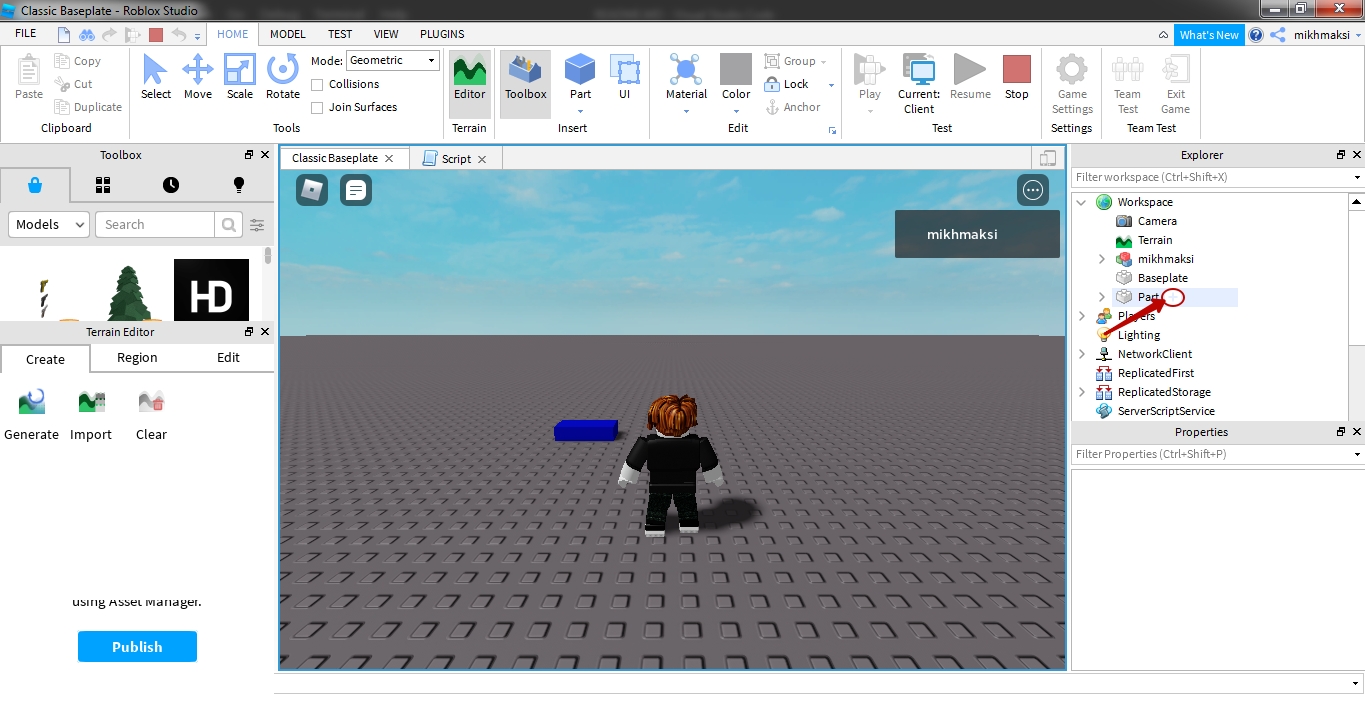 Classic Baseplate - Roblox Studio
FILE HOME MODEL TEST VIEW PLUGINS What's New mikhmaksi
Paste Copy Cut Duplicate
Clipboard
Select Move Scale Rotate
Mode: Geometric
Collisions
Join Surfaces
Tools
Editor
Terrain
Toolbox Part UI
Insert
Material Color Group Lock Anchor
Edit
Play Current: Client Resume Stop
Test
Game Settings
Settings
Team Test Exit Game
Team Test
Toolbox
Models Search
HD
Terrain Editor
Create Region Edit
Generate Import Clear
using Asset Manager.
Publish
Classic Baseplate Script
mikhmaksi
Explorer
Filter workspace (Ctrl+Shift+X)
Workspace
Camera
Terrain
mikhmaksi
Baseplate
Part
Players
Lighting
NetworkClient
ReplicatedFirst
ReplicatedStorage
ServerScriptService
Properties
Filter Properties (Ctrl+Shift+P)